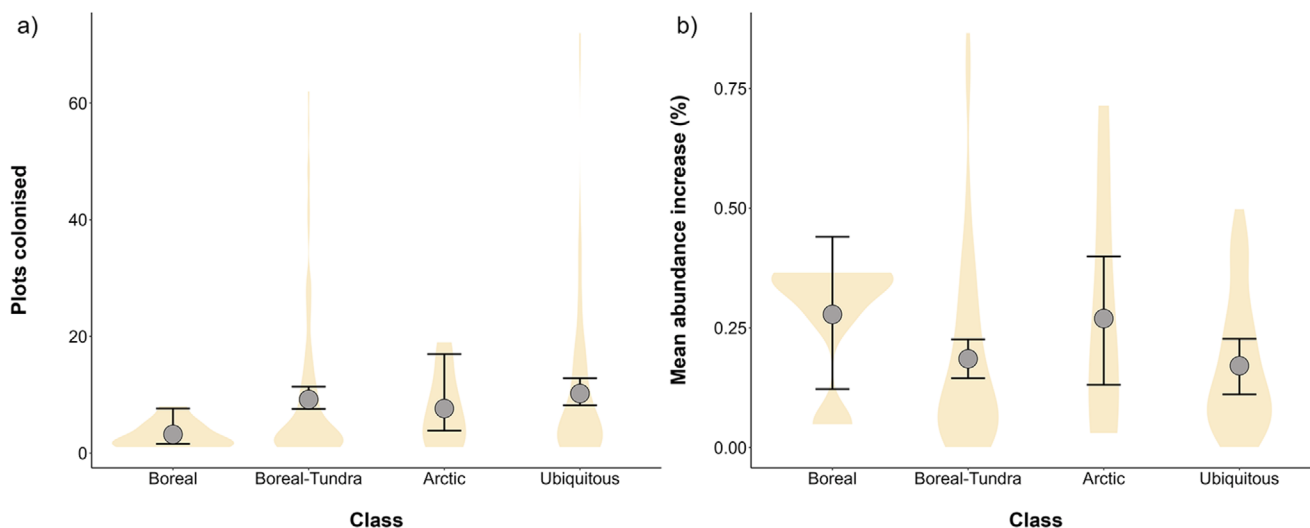 a)
Plots colonised
60
40
20
0
Boreal Boreal-Tundra Arctic Ubiquitous
Class
b)
Mean abundance increase (%)
0.75
0.50
0.25
0.00
Boreal Boreal-Tundra Arctic Ubiquitous
Class